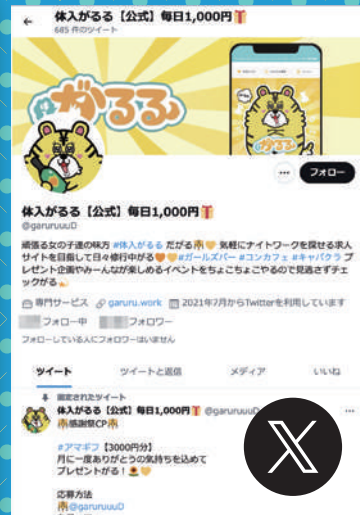 体入がるる【公式】毎日1,000円
685 件のツイート
がるる
フォロー
体入がるる【公式】毎日1,000円
@garuruuuD
頑張る女の子達の味方 #体入がるる だがる 気軽にナイトワークを探せる求人
サイトを目指して日々修行中がる #ガールズバー #コンカフェ #キャバクラ プ
レゼント企画やみーんなが楽しめるイベントをちょこちょこやるので見逃さずチェ
ックがる
専門サービス garuru.work 2021年7月からTwitterを利用しています
フォロー中 フォロワー
フォローしている人にフォロワーはいません
ツイート ツイートと返信 メディア いいね
固定されたツイート
体入がるる【公式】毎日1,000円 @garuruuuD
感謝祭CP
#アマギフ【3000円分】
月に一度ありがとうの気持ちを込めて
プレゼントがる！
応募方法
@garuruuuD